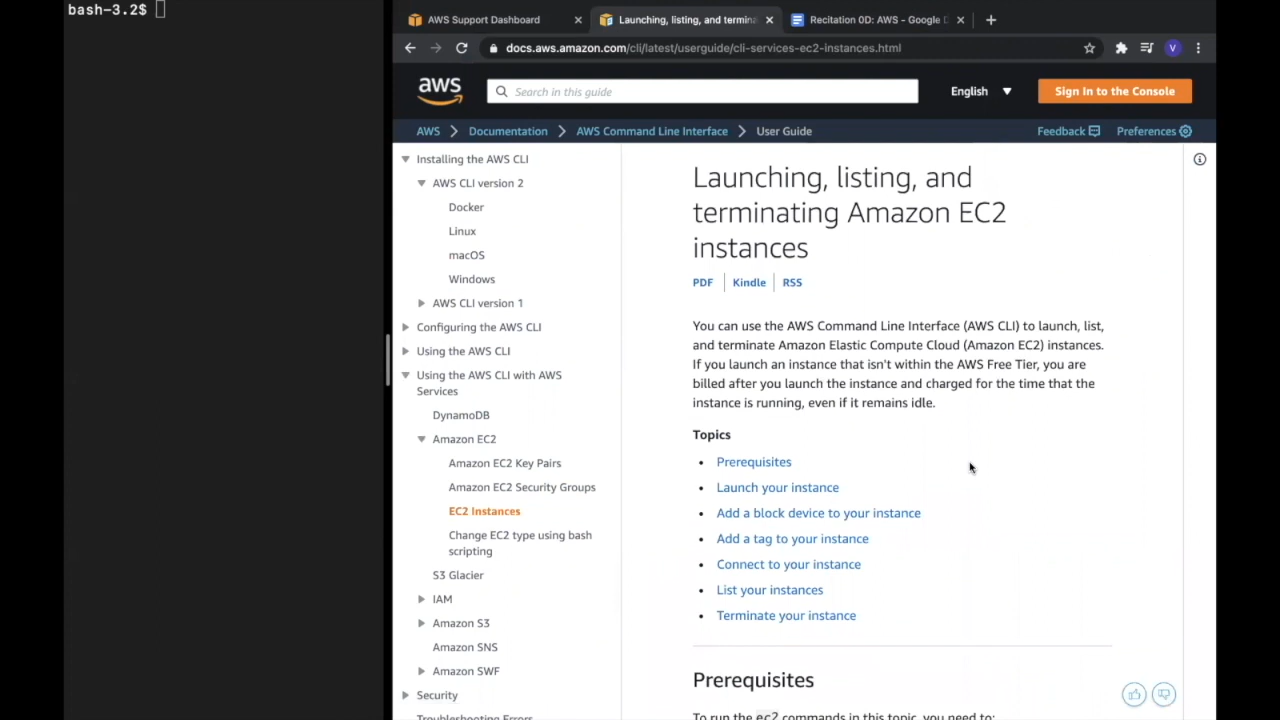 bash-3.2$
AWS Support Dashboard
Launching, listing, and termina
Recitation 0D: AWS - Google D
docs.aws.amazon.com/cli/latest/userguide/cli-services-ec2-instances.html
V
aws
Search in this guide
English
Sign In to the Console
AWS
Documentation
AWS Command Line Interface
User Guide
Feedback
Preferences
Installing the AWS CLI
AWS CLI version 2
Docker
Linux
macOS
Windows
AWS CLI version 1
Configuring the AWS CLI
Using the AWS CLI
Using the AWS CLI with AWS
Services
DynamoDB
Amazon EC2
Amazon EC2 Key Pairs
Amazon EC2 Security Groups
EC2 Instances
Change EC2 type using bash
scripting
S3 Glacier
IAM
Amazon S3
Amazon SNS
Amazon SWF
Security
Troubleshooting Errors
Launching, listing, and
terminating Amazon EC2
instances
PDF
Kindle
RSS
You can use the AWS Command Line Interface (AWS CLI) to launch, list,
and terminate Amazon Elastic Compute Cloud (Amazon EC2) instances.
If you launch an instance that isn't within the AWS Free Tier, you are
billed after you launch the instance and charged for the time that the
instance is running, even if it remains idle.
Topics
• Prerequisites
• Launch your instance
• Add a block device to your instance
• Add a tag to your instance
• Connect to your instance
• List your instances
• Terminate your instance
Prerequisites
To run the ec2 commands in this topic, you need to: